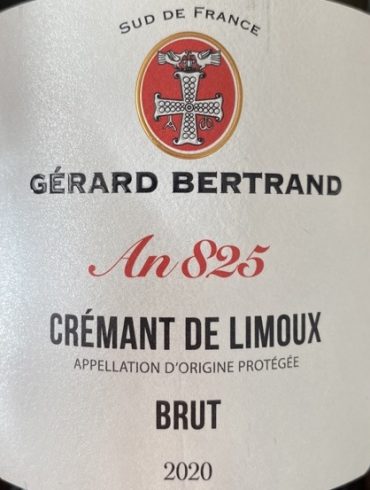 SUD DE FRANCE
GÉRARD BERTRAND
An 825
CRÉMANT DE LIMOUX
APPELLATION D'ORIGINE PROTÉGÉE
BRUT
2020